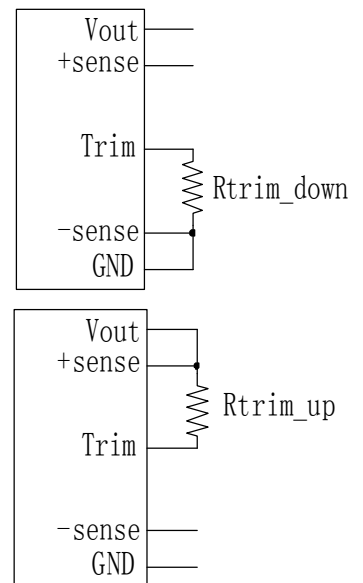 Vout
+sense
Trim
Rtrim_down
-sense
GND
Vout
+sense
Rtrim_up
Trim
-sense
GND